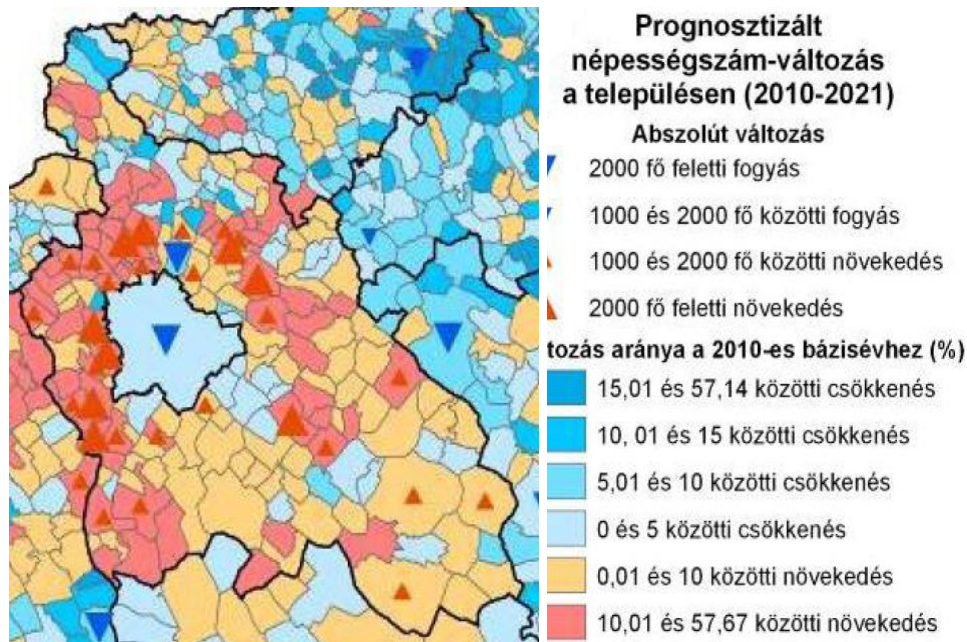 Prognosztizált
népességszám-változás
a településen (2010-2021)
Abszolút változás
2000 fő feletti fogyás
1000 és 2000 fő közötti fogyás
1000 és 2000 fő közötti növekedés
2000 fő feletti növekedés
tozás aránya a 2010-es bázisévhez (%)
15,01 és 57,14 közötti csökkenés
10, 01 és 15 közötti csökkenés
5,01 és 10 közötti csökkenés
0 és 5 közötti csökkenés
0,01 és 10 közötti növekedés
10,01 és 57,67 közötti növekedés